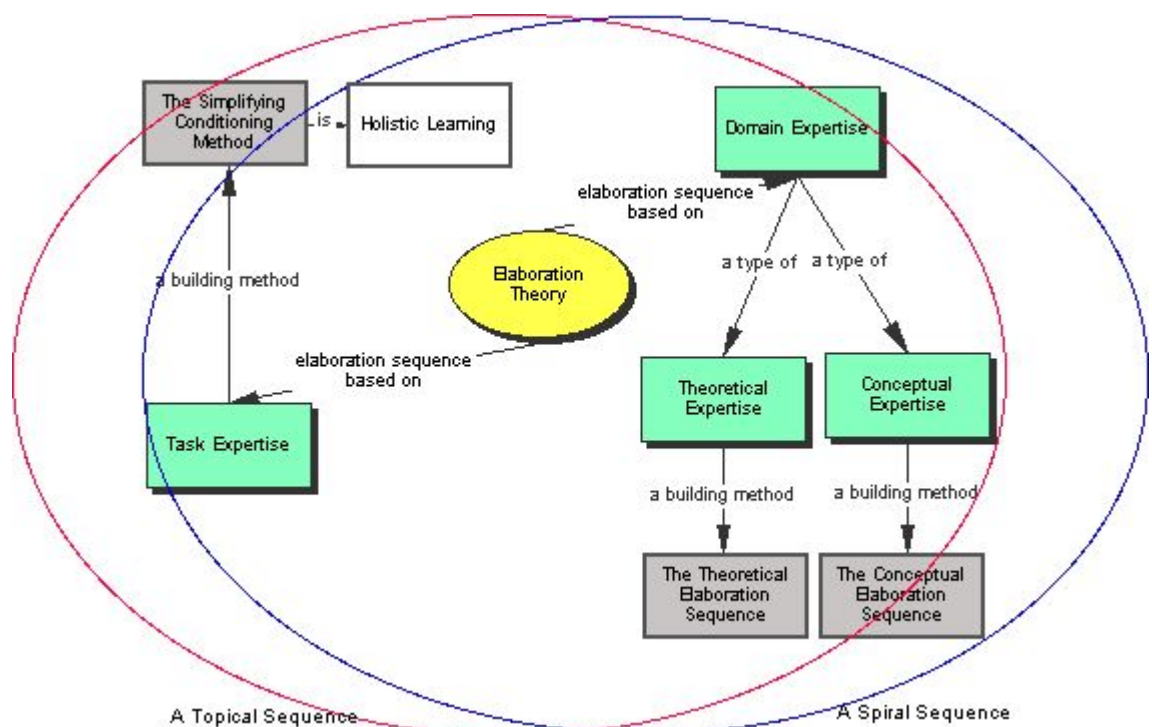 The Simplifying
Conditioning
Method
is
Holistic Learning
Domain Expertise
elaboration sequence
based on
Elaboration
Theory
a type of
a type of
a building method
elaboration sequence
based on
Task Expertise
Theoretical
Expertise
Conceptual
Expertise
a building method
a building method
The Theoretical
Elaboration
Sequence
The Conceptual
Elaboration
Sequence
A Topical Sequence
A Spiral Sequence